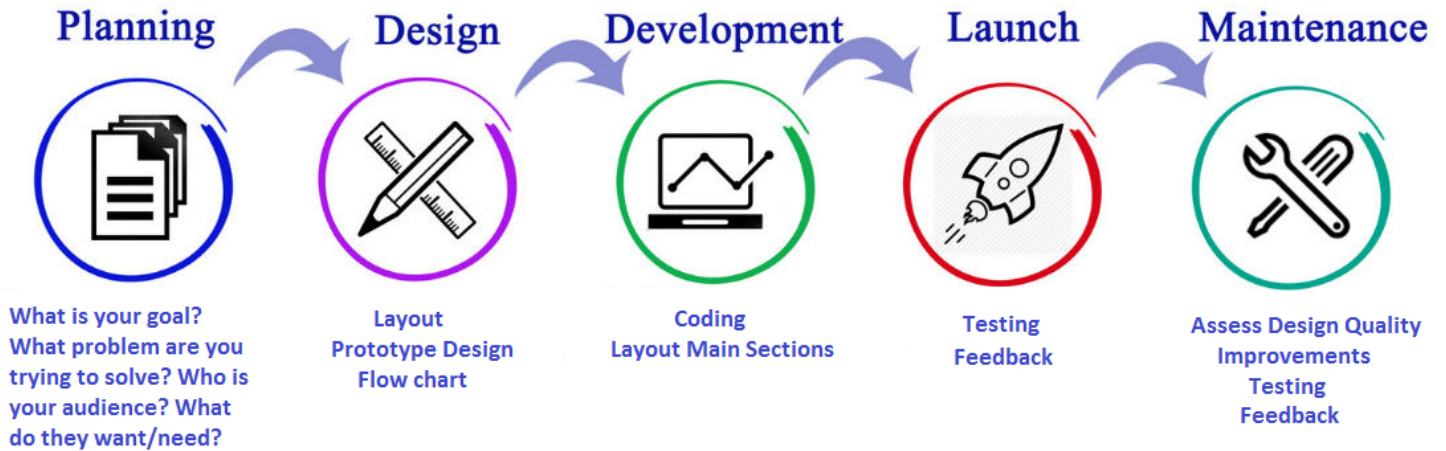 Planning
Design
Development
Launch
Maintenance
What is your goal?
What problem are you
trying to solve? Who is
your audience? What
do they want/need?
Layout
Prototype Design
Flow chart
Coding
Layout Main Sections
Testing
Feedback
Assess Design Quality
Improvements
Testing
Feedback